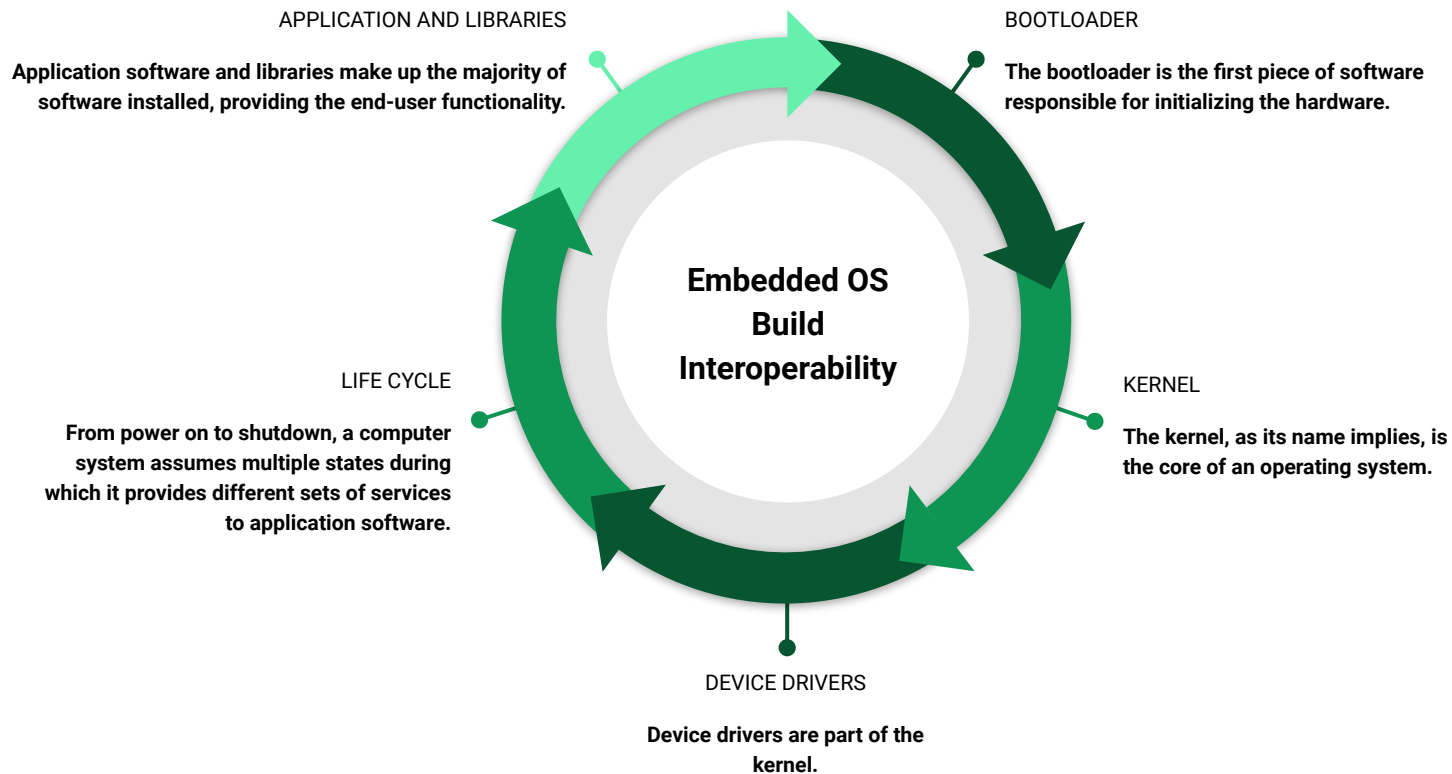 APPLICATION AND LIBRARIES
Application software and libraries make up the majority of
software installed, providing the end-user functionality.
BOOTLOADER
The bootloader is the first piece of software
responsible for initializing the hardware.
Embedded OS
Build
Interoperability
LIFE CYCLE
From power on to shutdown, a computer
system assumes multiple states during
which it provides different sets of services
to application software.
KERNEL
The kernel, as its name implies, is
the core of an operating system.
DEVICE DRIVERS
Device drivers are part of the
kernel.